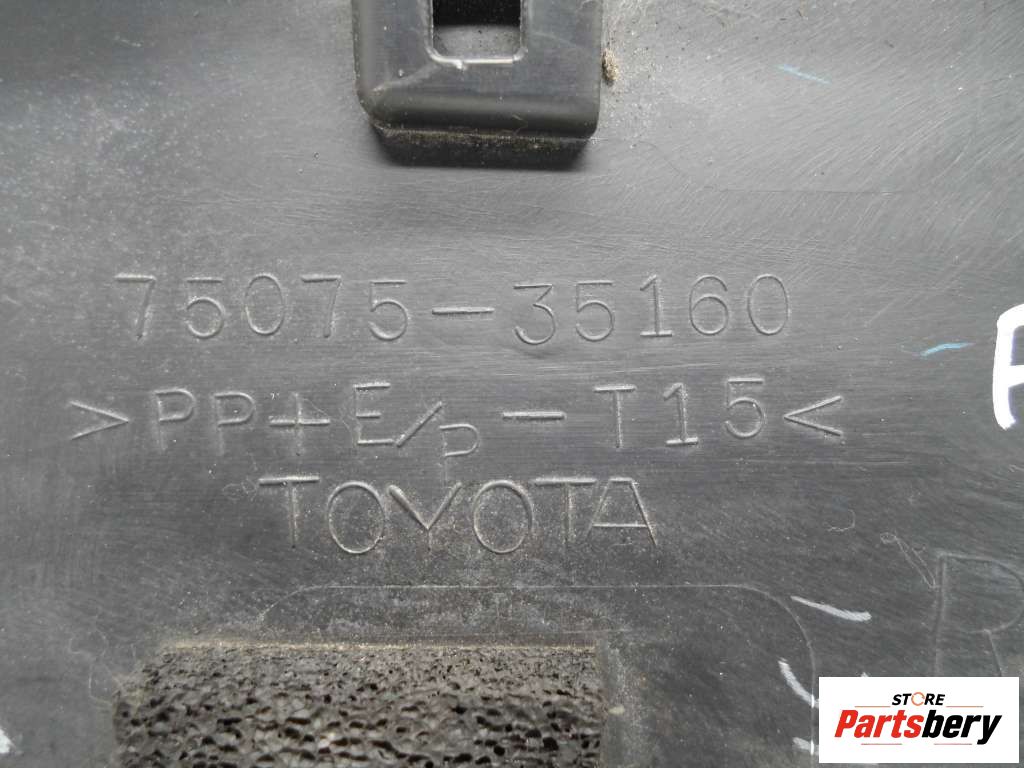 75075-35160
>PP+E/P-T15<
TOYOTA
R
STORE
Partsbery